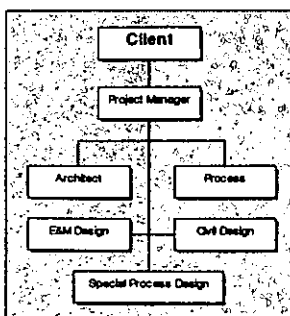 Client
Project Manager
Architect
Process
E&M Design
Civil Design
Special Process Design